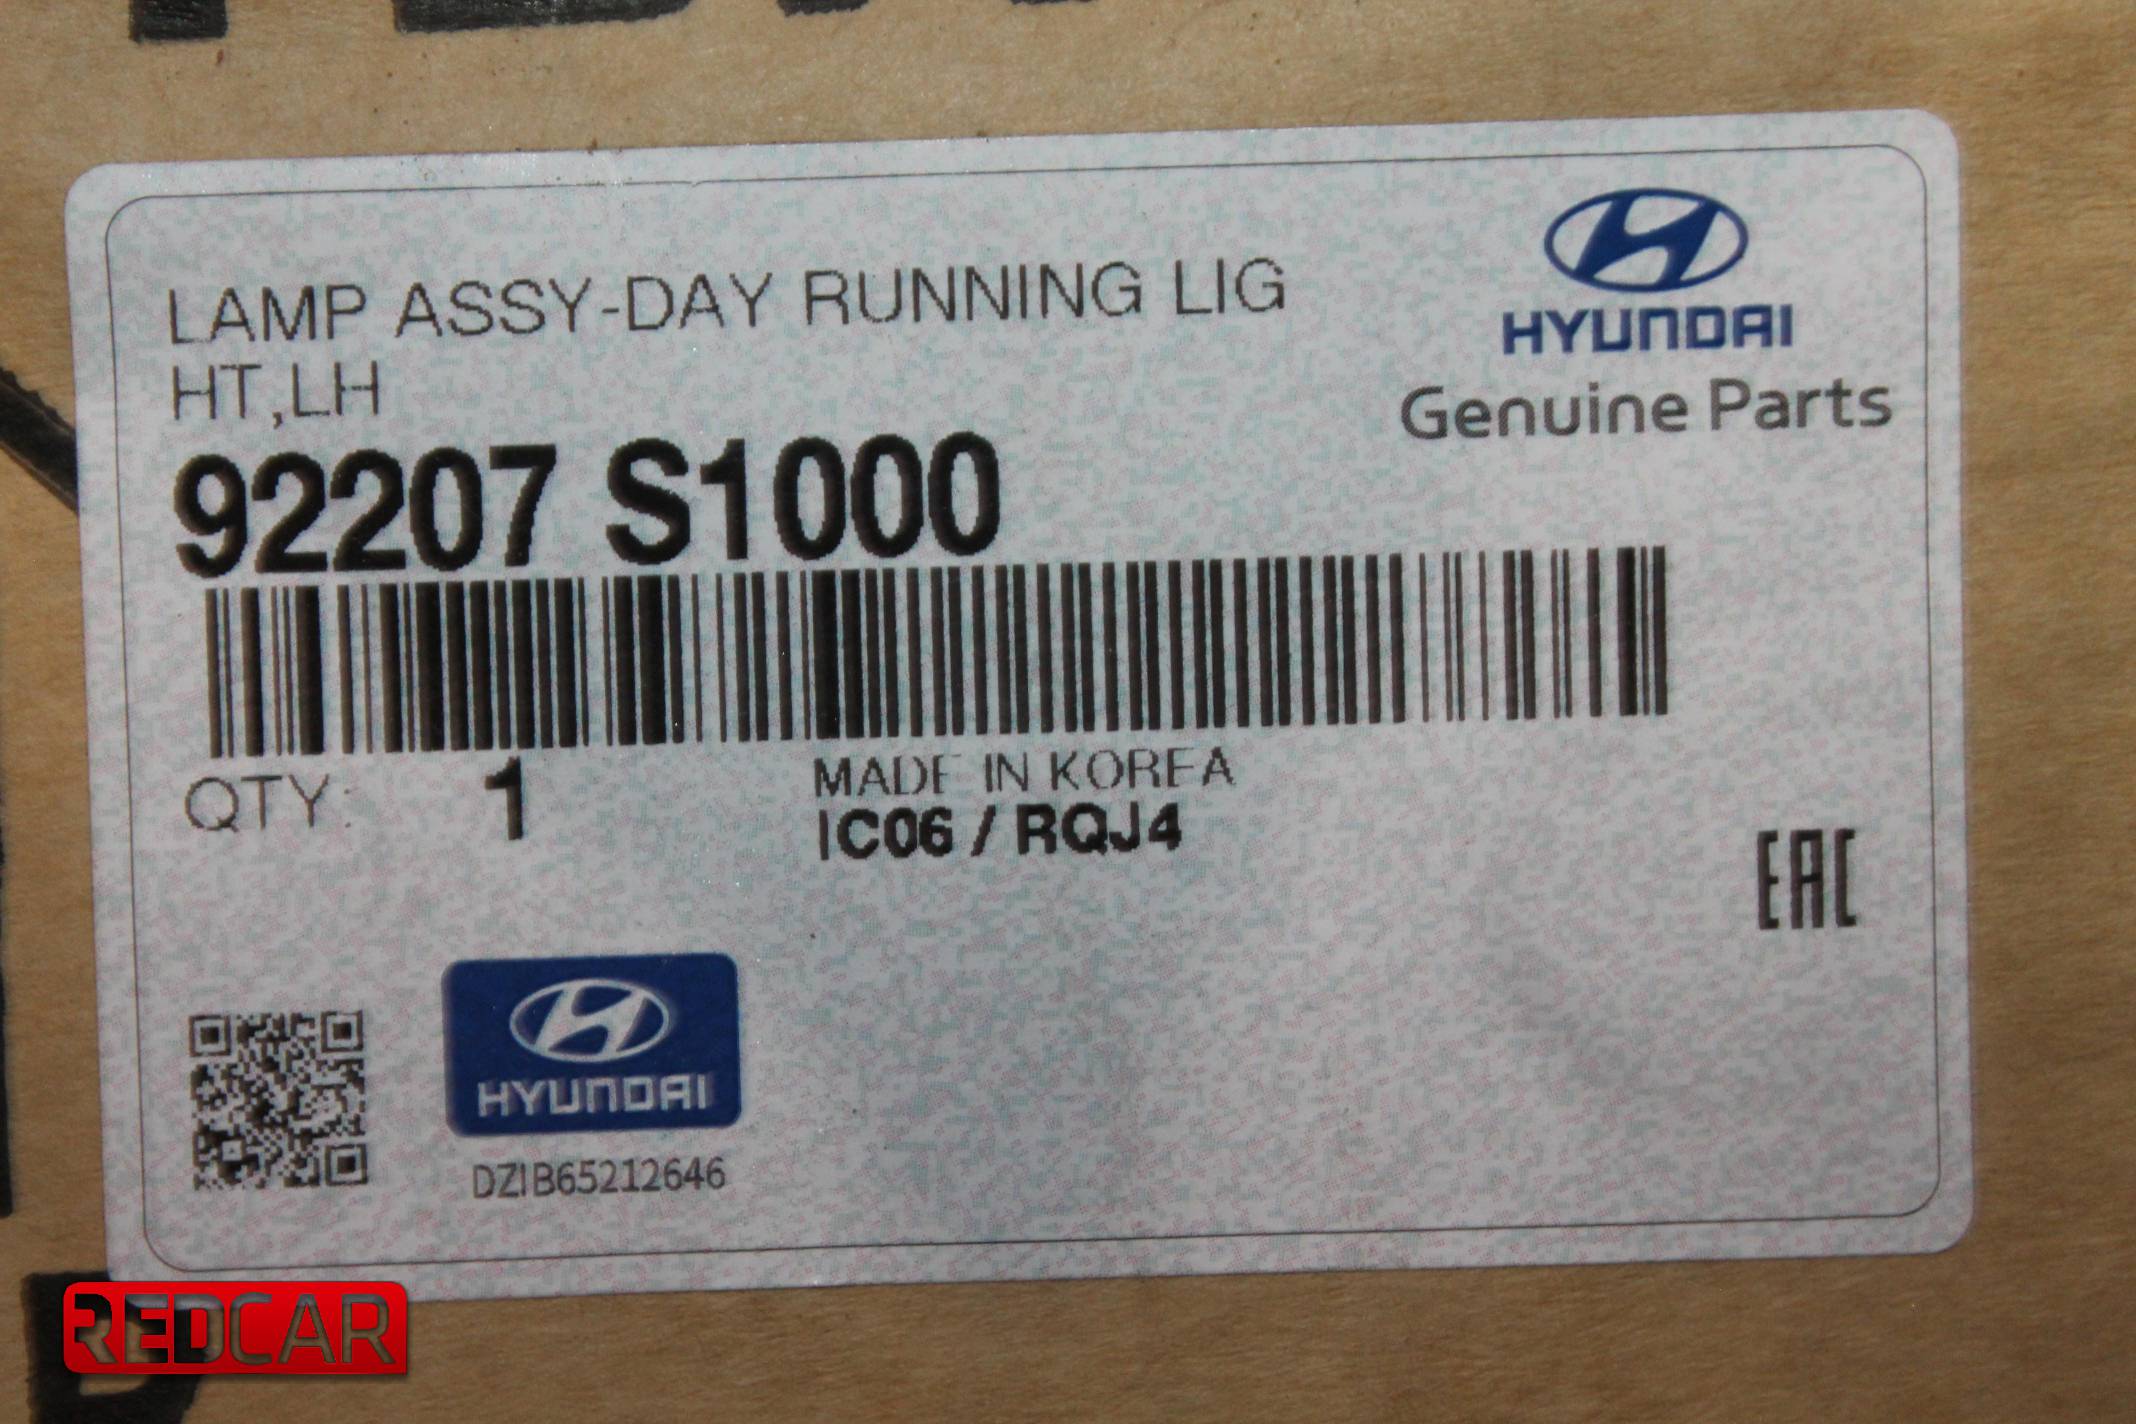 LAMP ASSY-DAY RUNNING LIG
HT,LH
HYUNDAI
Genuine Parts
92207 S1000
QTY: 1
MADE IN KOREA
IC06 / RQJ4
EAC
HYUNDAI
DZIB65212646
REDCAR